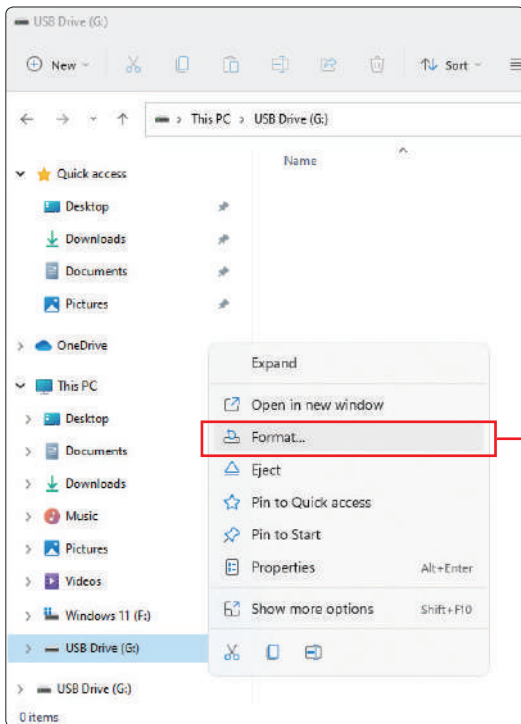 USB Drive (G:)
New
Sort
This PC > USB Drive (G:)
Name
Quick access
Desktop
Downloads
Documents
Pictures
OneDrive
This PC
Desktop
Documents
Downloads
Music
Pictures
Videos
Windows 11 (F:)
USB Drive (G:)
USB Drive (G:)
0 items
Expand
Open in new window
Format...
Eject
Pin to Quick access
Pin to Start
Properties Alt+Enter
Show more options Shift+F10